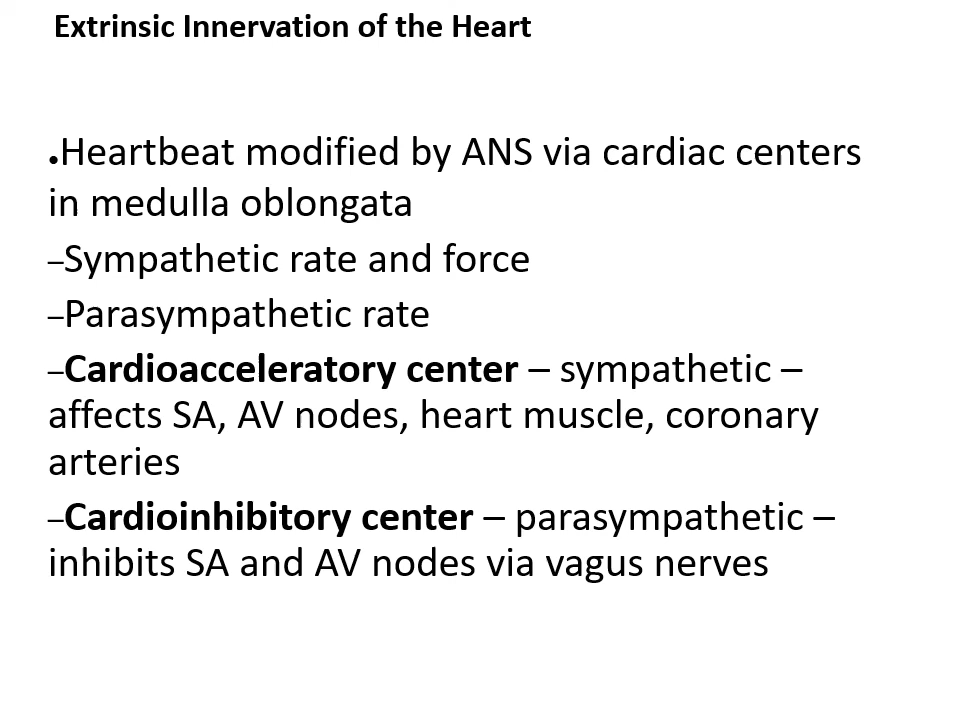 Extrinsic Innervation of the Heart
•Heartbeat modified by ANS via cardiac centers
in medulla oblongata
–Sympathetic rate and force
–Parasympathetic rate
–Cardioacceleratory center – sympathetic –
affects SA, AV nodes, heart muscle, coronary
arteries
–Cardioinhibitory center – parasympathetic –
inhibits SA and AV nodes via vagus nerves